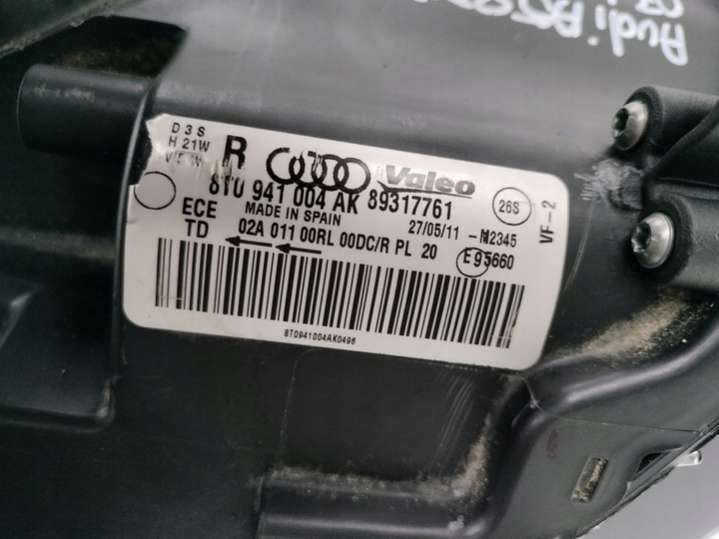 Audi
D3S
H 21W
R
Valeo
8T0 941 004 AK 89317761
26S
VF-2
ECE
MADE IN SPAIN
27/05/11 -M2345
TD
02A 011 00RL 00DC/R PL 20
E9 5660
8T0941004AK0496